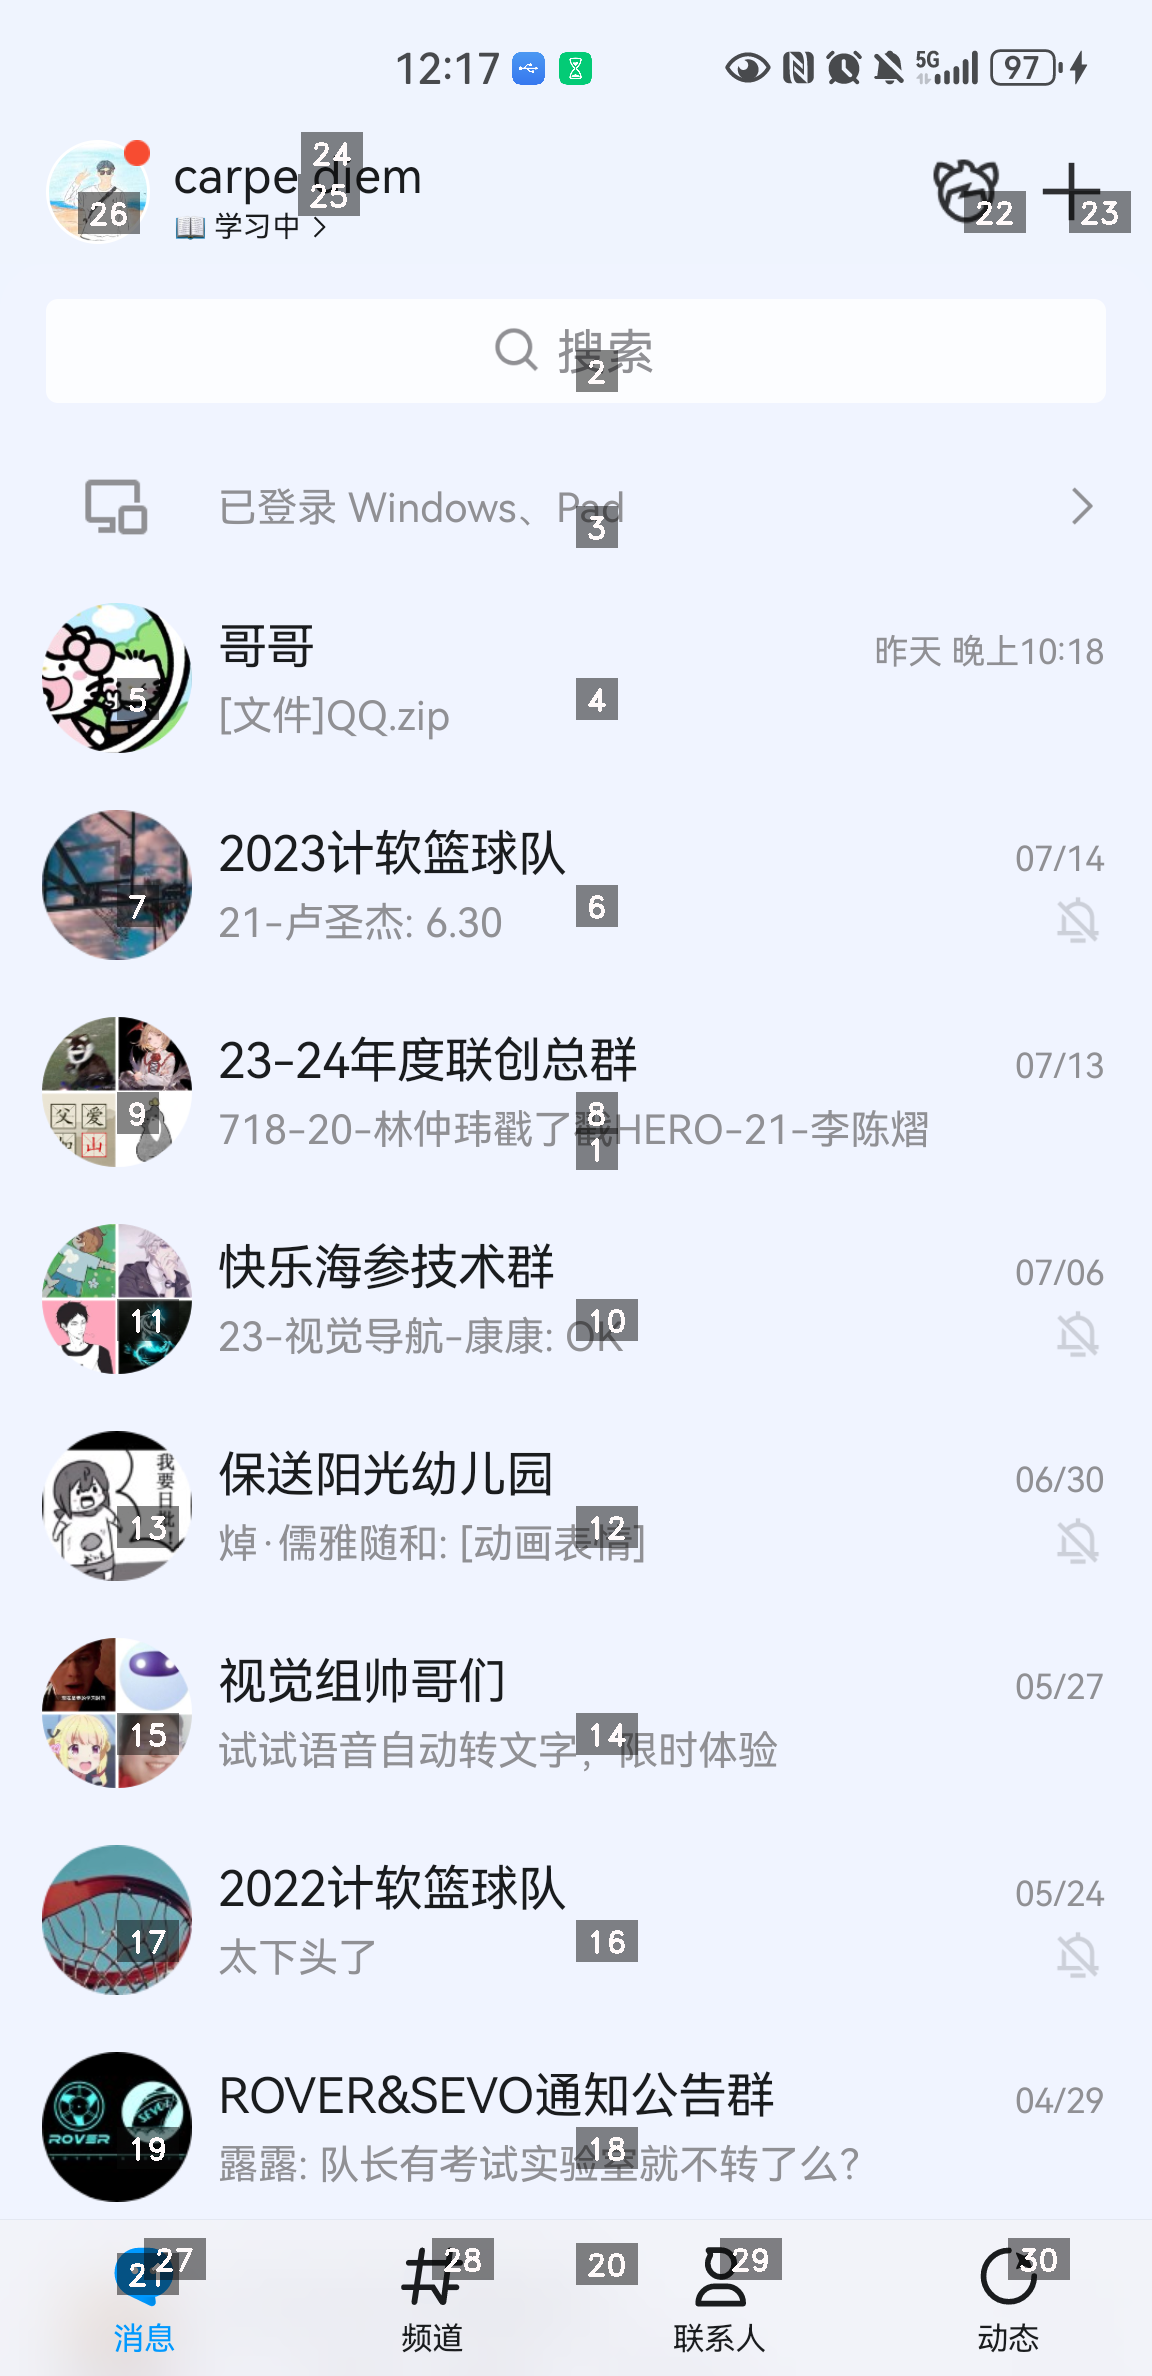 12:17 5G 97
carpe diem
24
25
26
学习中
22
23
搜索
2
已登录 Windows、Pad
3
哥哥 昨天 晚上10:18
[文件]QQ.zip
5
4
2023计软篮球队 07/14
21-卢圣杰: 6.30
7
6
23-24年度联创总群 07/13
718-20-林仲玮戳了戳HERO-21-李陈熠
9
8
1
快乐海参技术群 07/06
23-视觉导航-康康: OK
11
10
我要日批!
保送阳光幼儿园 06/30
焯·儒雅随和: [动画表情]
13
12
视觉组帅哥们 05/27
试试语音自动转文字，限时体验
15
14
2022计软篮球队 05/24
太下头了
17
16
ROVER&SEVO通知公告群 04/29
露露: 队长有考试实验室就不转了么?
ROVER
SEVO
19
18
21
27
28
20
29
30
消息 频道 联系人 动态